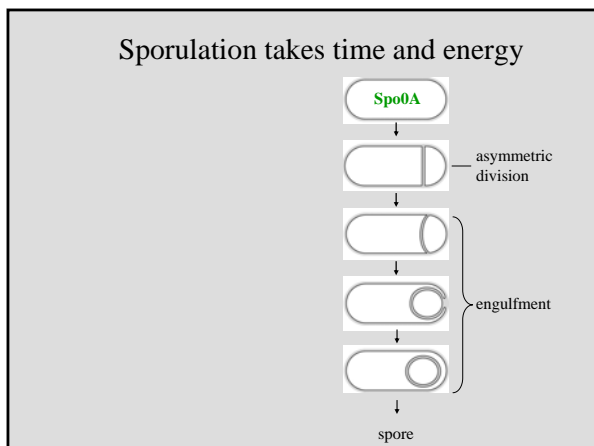 Sporulation takes time and energy
Spo0A
asymmetric
division
engulfment
spore